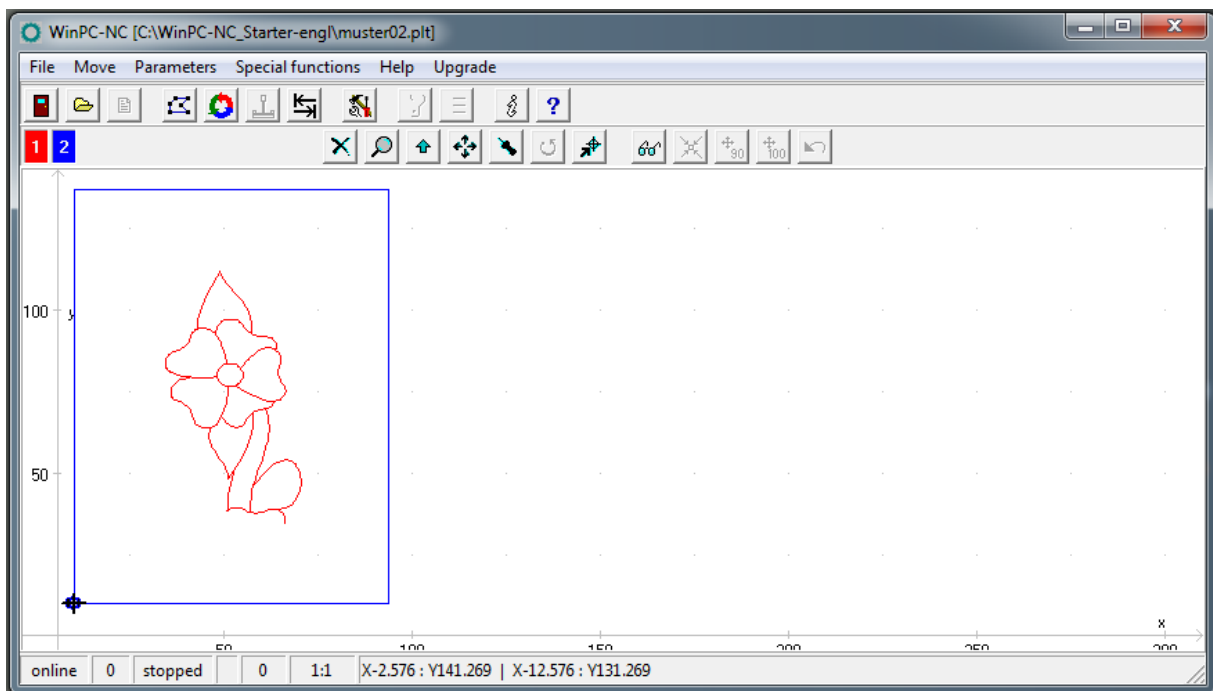 WinPC-NC [C:\WinPC-NC_Starter-engl\muster02.plt]
File Move Parameters Special functions Help Upgrade
?
90 100
1 2
100 y
50
x
50 100 150 200 250 300
online 0 stopped 0 1:1 X-2.576 : Y141.269 | X-12.576 : Y131.269